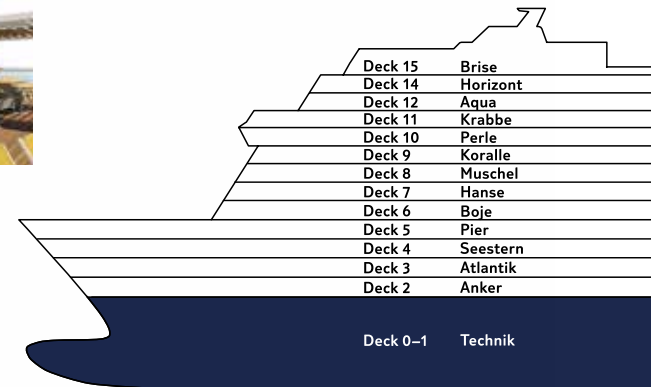 Deck 15 Brise
Deck 14 Horizont
Deck 12 Aqua
Deck 11 Krabbe
Deck 10 Perle
Deck 9 Koralle
Deck 8 Muschel
Deck 7 Hanse
Deck 6 Boje
Deck 5 Pier
Deck 4 Seestern
Deck 3 Atlantik
Deck 2 Anker
Deck 0–1 Technik